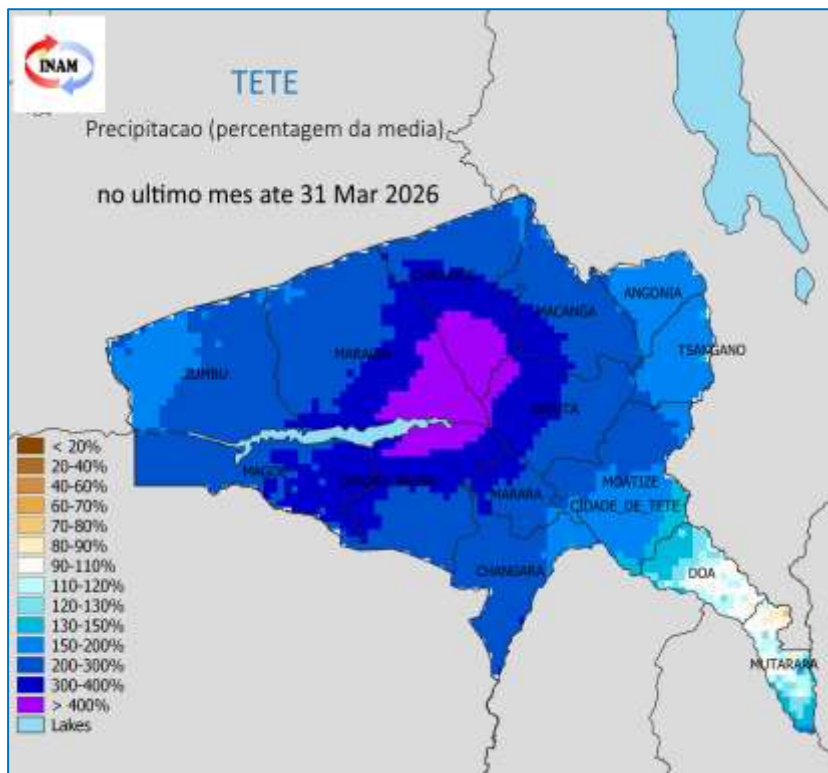 INAM
TETE
Precipitacao (percentagem da media)
no ultimo mes ate 31 Mar 2026
ANGONIA
MACANGA
TSANGANO
ZUMBU
MARAVIA
MAGOE
MARARA
MOATIZE
CIDADE_DE_TETE
CHANGARA
DOA
MUTARARA
< 20%
20-40%
40-60%
60-70%
70-80%
80-90%
90-110%
110-120%
120-130%
130-150%
150-200%
200-300%
300-400%
> 400%
Lakes